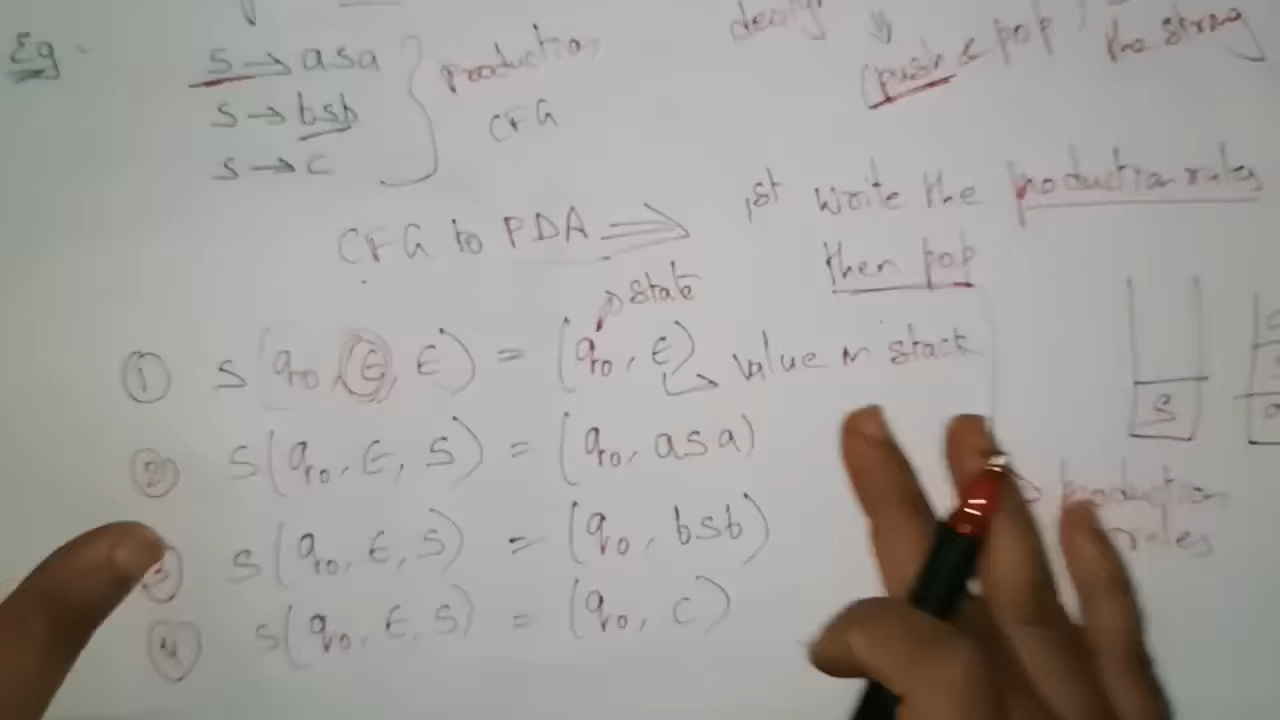 Eg -
S → asa
S → bsb
S → c
production
CFG
push & pop
the string
CFG to PDA ⟹
1st write the production rules
then pop
state
① S(q0, ε, ε) = (q0, ε) value in stack
② S(q0, ε, S) = (q0, asa)
③ S(q0, ε, S) = (q0, bsb)
④ S(q0, ε, S) = (q0, c)
S
production
rules